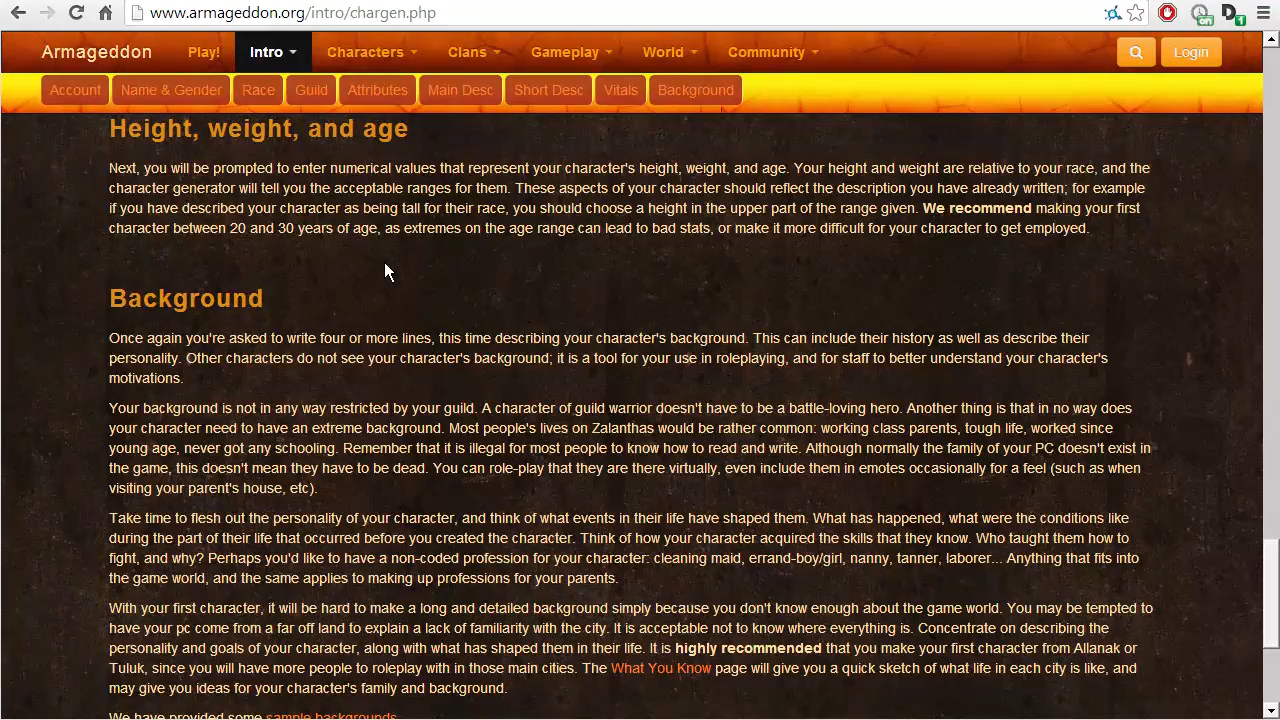 www.armageddon.org/intro/chargen.php
on
D
1
Armageddon Play! Intro Characters Clans Gameplay World Community Login
Account Name & Gender Race Guild Attributes Main Desc Short Desc Vitals Background
Height, weight, and age
Next, you will be prompted to enter numerical values that represent your character's height, weight, and age. Your height and weight are relative to your race, and the
character generator will tell you the acceptable ranges for them. These aspects of your character should reflect the description you have already written; for example
if you have described your character as being tall for their race, you should choose a height in the upper part of the range given. We recommend making your first
character between 20 and 30 years of age, as extremes on the age range can lead to bad stats, or make it more difficult for your character to get employed.
Background
Once again you're asked to write four or more lines, this time describing your character's background. This can include their history as well as describe their
personality. Other characters do not see your character's background; it is a tool for your use in roleplaying, and for staff to better understand your character's
motivations.
Your background is not in any way restricted by your guild. A character of guild warrior doesn't have to be a battle-loving hero. Another thing is that in no way does
your character need to have an extreme background. Most people's lives on Zalanthas would be rather common: working class parents, tough life, worked since
young age, never got any schooling. Remember that it is illegal for most people to know how to read and write. Although normally the family of your PC doesn't exist in
the game, this doesn't mean they have to be dead. You can role-play that they are there virtually, even include them in emotes occasionally for a feel (such as when
visiting your parent's house, etc).
Take time to flesh out the personality of your character, and think of what events in their life have shaped them. What has happened, what were the conditions like
during the part of their life that occurred before you created the character. Think of how your character acquired the skills that they know. Who taught them how to
fight, and why? Perhaps you'd like to have a non-coded profession for your character: cleaning maid, errand-boy/girl, nanny, tanner, laborer... Anything that fits into
the game world, and the same applies to making up professions for your parents.
With your first character, it will be hard to make a long and detailed background simply because you don't know enough about the game world. You may be tempted to
have your pc come from a far off land to explain a lack of familiarity with the city. It is acceptable not to know where everything is. Concentrate on describing the
personality and goals of your character, along with what has shaped them in their life. It is highly recommended that you make your first character from Allanak or
Tuluk, since you will have more people to roleplay with in those main cities. The What You Know page will give you a quick sketch of what life in each city is like, and
may give you ideas for your character's family and background.
We have provided some sample backgrounds